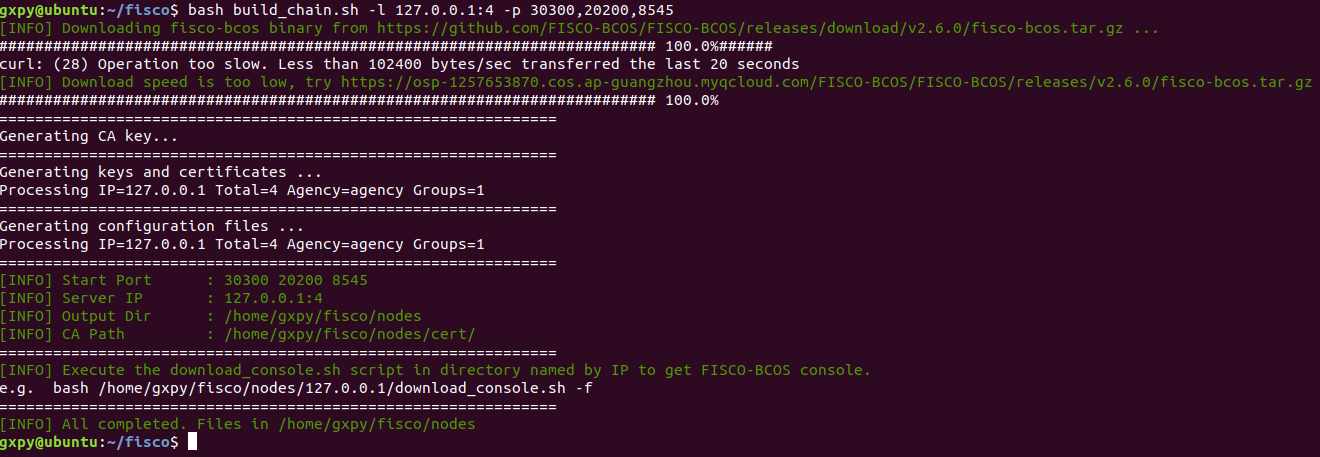 gxpy@ubuntu:~/fisco$ bash build_chain.sh -l 127.0.0.1:4 -p 30300,20200,8545
[INFO] Downloading fisco-bcos binary from https://github.com/FISCO-BCOS/FISCO-BCOS/releases/download/v2.6.0/fisco-bcos.tar.gz ...
######################################################################### 100.0%######
curl: (28) Operation too slow. Less than 102400 bytes/sec transferred the last 20 seconds
[INFO] Download speed is too low, try https://osp-1257653870.cos.ap-guangzhou.myqcloud.com/FISCO-BCOS/FISCO-BCOS/releases/v2.6.0/fisco-bcos.tar.gz
######################################################################### 100.0%
==============================================================
Generating CA key...
==============================================================
Generating keys and certificates ...
Processing IP=127.0.0.1 Total=4 Agency=agency Groups=1
==============================================================
Generating configuration files ...
Processing IP=127.0.0.1 Total=4 Agency=agency Groups=1
==============================================================
[INFO] Start Port      : 30300 20200 8545
[INFO] Server IP       : 127.0.0.1:4
[INFO] Output Dir      : /home/gxpy/fisco/nodes
[INFO] CA Path         : /home/gxpy/fisco/nodes/cert/
==============================================================
[INFO] Execute the download_console.sh script in directory named by IP to get FISCO-BCOS console.
e.g.  bash /home/gxpy/fisco/nodes/127.0.0.1/download_console.sh -f
==============================================================
[INFO] All completed. Files in /home/gxpy/fisco/nodes
gxpy@ubuntu:~/fisco$